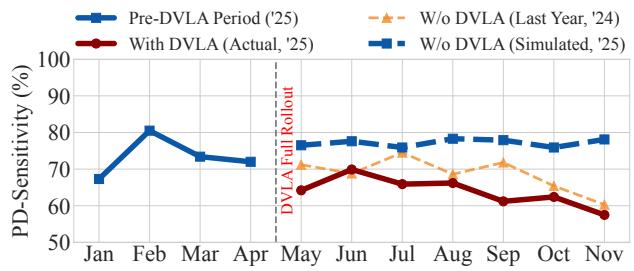 Pre-DVLA Period ('25)
W/o DVLA (Last Year, '24)
With DVLA (Actual, '25)
W/o DVLA (Simulated, '25)
PD-Sensitivity (%)
100
90
80
70
60
50
DVLA Full Rollout
Jan Feb Mar Apr May Jun Jul Aug Sep Oct Nov